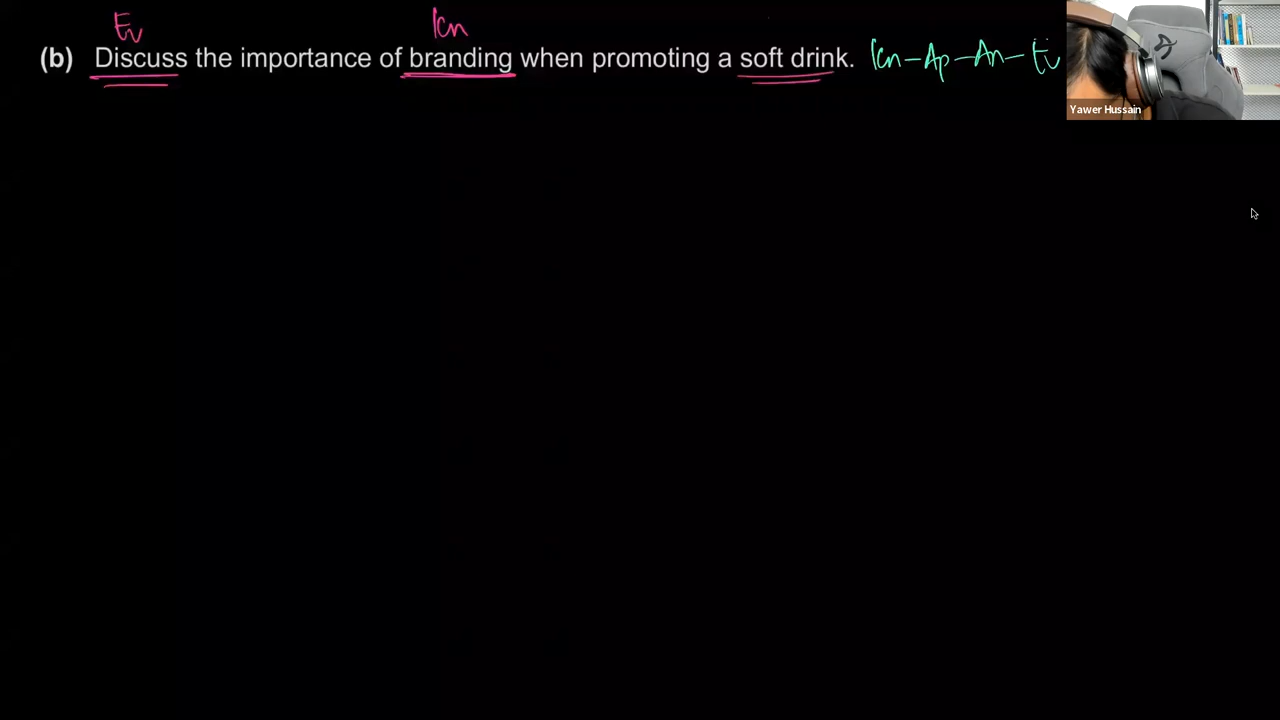 Ev Kn
(b) Discuss the importance of branding when promoting a soft drink. Kn-Ap-An-Ev
Yawer Hussain